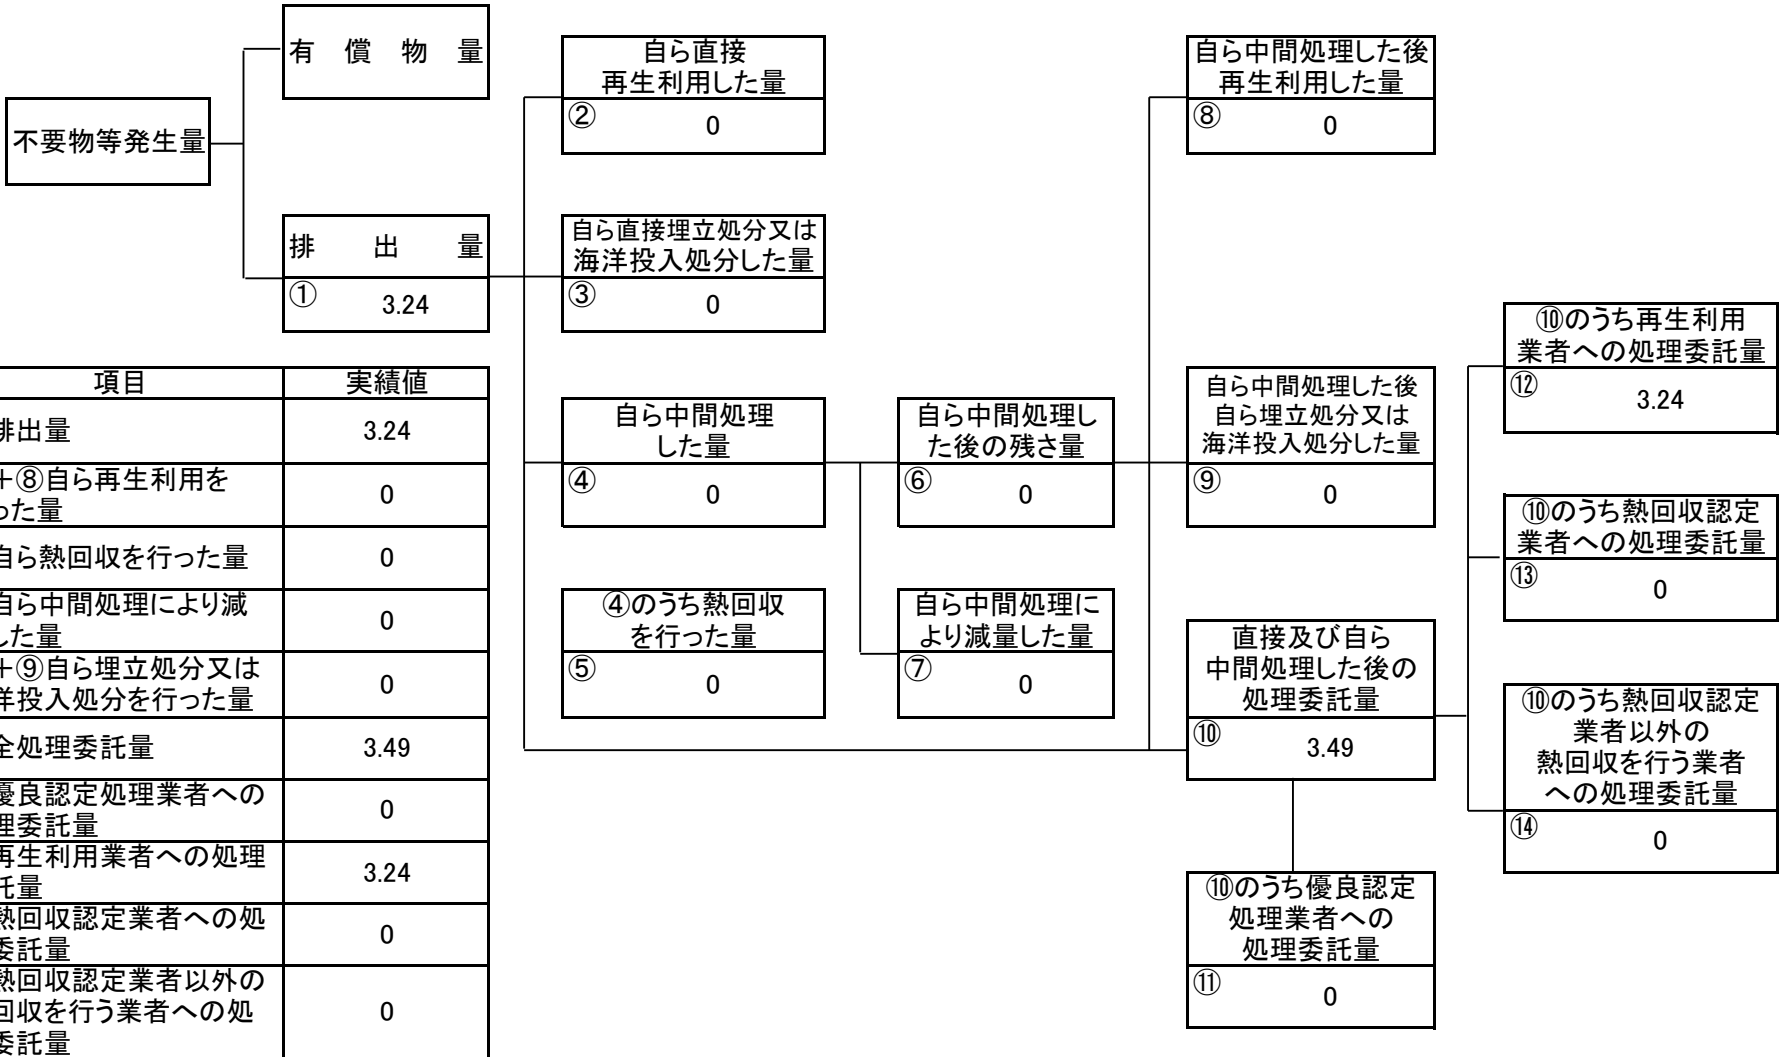 有償物量
不要物等発生量
排出量
① 3.24
自ら直接
再生利用した量
② 0
自ら直接埋立処分又は
海洋投入処分した量
③ 0
自ら中間処理
した量
④ 0
④のうち熱回収
を行った量
⑤ 0
自ら中間処理し
た後の残さ量
⑥ 0
自ら中間処理に
より減量した量
⑦ 0
自ら中間処理した後
再生利用した量
⑧ 0
自ら中間処理した後
自ら埋立処分又は
海洋投入処分した量
⑨ 0
直接及び自ら
中間処理した後の
処理委託量
⑩ 3.49
⑩のうち優良認定
処理業者への
処理委託量
⑪ 0
⑩のうち再生利用
業者への処理委託量
⑫ 3.24
⑩のうち熱回収認定
業者への処理委託量
⑬ 0
⑩のうち熱回収認定
業者以外の
熱回収を行う業者
への処理委託量
⑭ 0
項目 実績値
排出量 3.24
+⑧自ら再生利用を
った量 0
自ら熱回収を行った量 0
自ら中間処理により減
した量 0
+⑨自ら埋立処分又は
洋投入処分を行った量 0
全処理委託量 3.49
優良認定処理業者への
理委託量 0
再生利用業者への処理
託量 3.24
熱回収認定業者への処
委託量 0
熱回収認定業者以外の
回収を行う業者への処
委託量 0